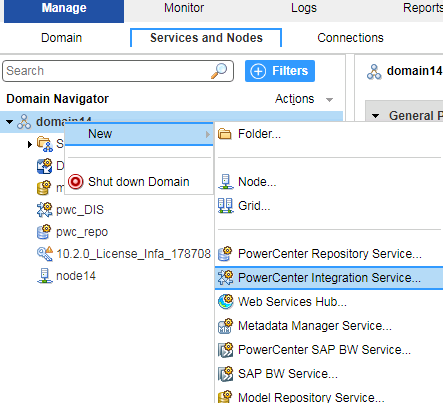 Manage Monitor Logs Reports
Domain Services and Nodes Connections
Search Filters domain14
Domain Navigator Actions
General P
domain14
New Folder...
S
D Shut down Domain Node...
m
pwc_DIS Grid...
pwc_repo
10.2.0_License_Infa_178708 PowerCenter Repository Service...
node14 PowerCenter Integration Service...
Web Services Hub...
Metadata Manager Service...
PowerCenter SAP BW Service...
SAP BW Service...
Model Repository Service...